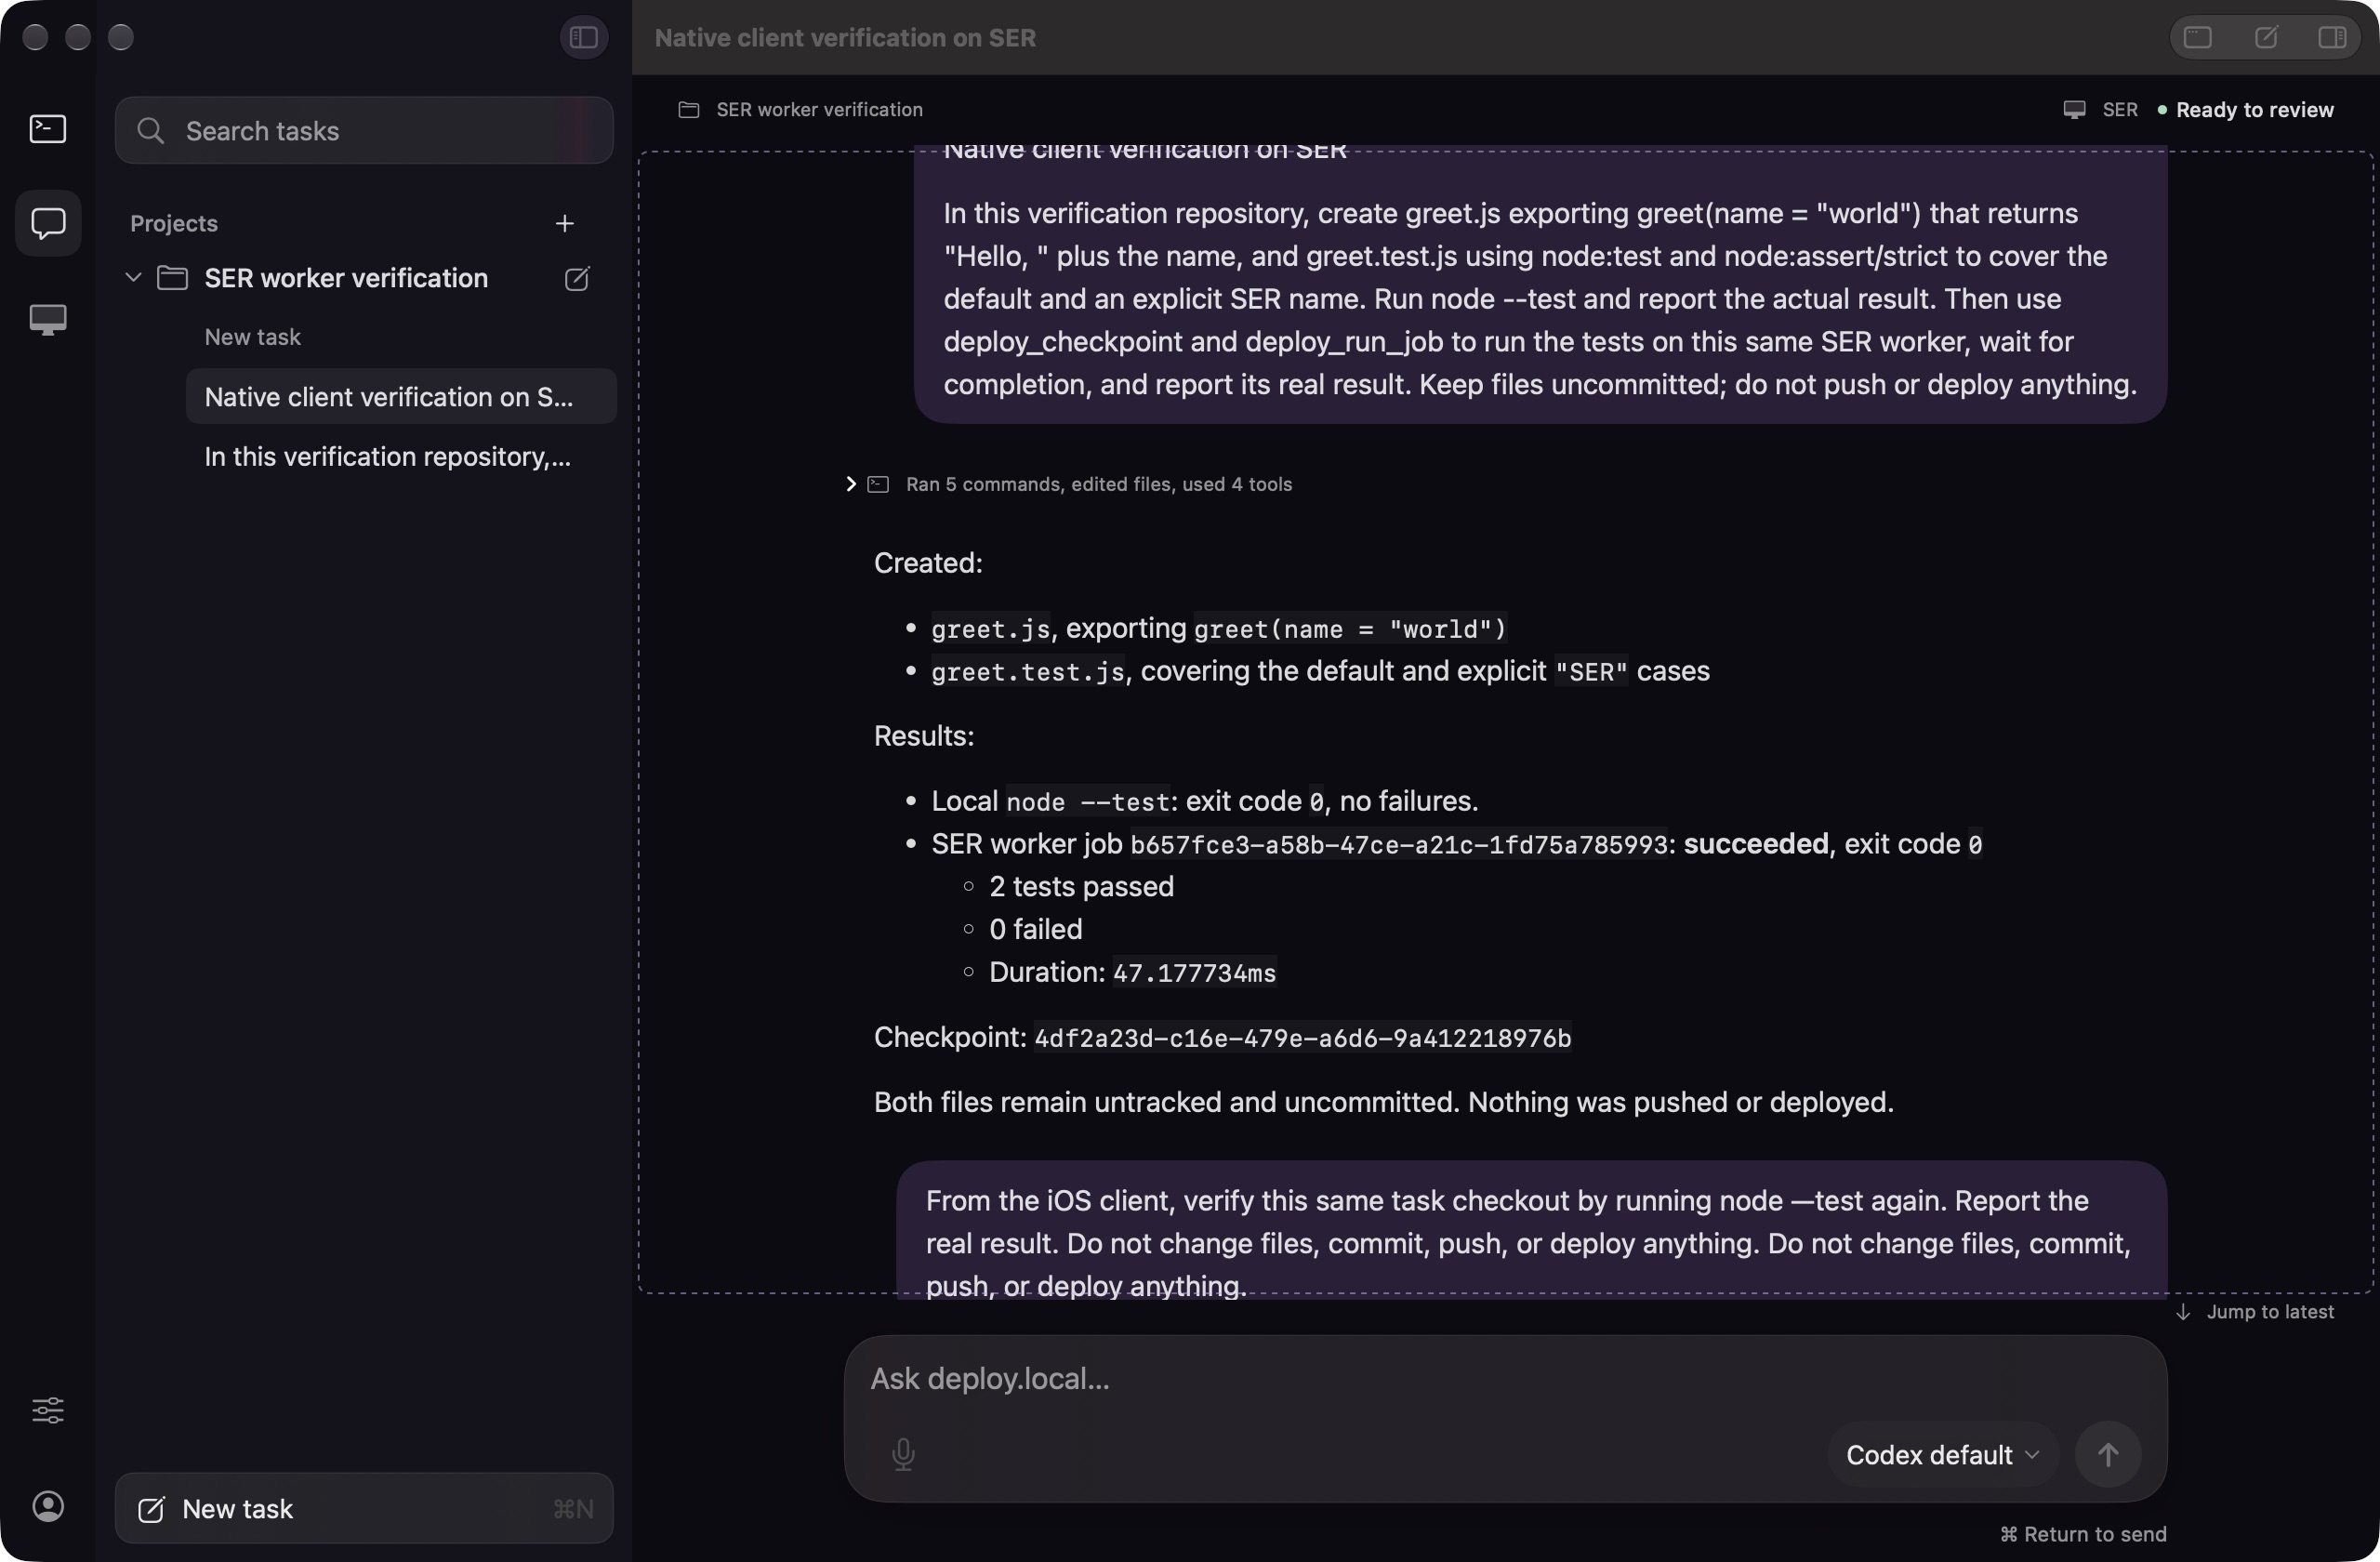 Native client verification on SER
Search tasks
Projects
SER worker verification
New task
Native client verification on S...
In this verification repository,...
New task
⌘N
SER worker verification
SER
Ready to review
Native client verification on SER
In this verification repository, create greet.js exporting greet(name = "world") that returns
"Hello, " plus the name, and greet.test.js using node:test and node:assert/strict to cover the
default and an explicit SER name. Run node --test and report the actual result. Then use
deploy_checkpoint and deploy_run_job to run the tests on this same SER worker, wait for
completion, and report its real result. Keep files uncommitted; do not push or deploy anything.
Ran 5 commands, edited files, used 4 tools
Created:
• greet.js, exporting greet(name = "world")
• greet.test.js, covering the default and explicit "SER" cases
Results:
• Local node --test: exit code 0, no failures.
• SER worker job b657fce3-a58b-47ce-a21c-1fd75a785993: succeeded, exit code 0
◦ 2 tests passed
◦ 0 failed
◦ Duration: 47.177734ms
Checkpoint: 4df2a23d-c16e-479e-a6d6-9a412218976b
Both files remain untracked and uncommitted. Nothing was pushed or deployed.
From the iOS client, verify this same task checkout by running node —test again. Report the
real result. Do not change files, commit, push, or deploy anything. Do not change files, commit,
push, or deploy anything.
Jump to latest
Ask deploy.local...
Codex default
⌘ Return to send